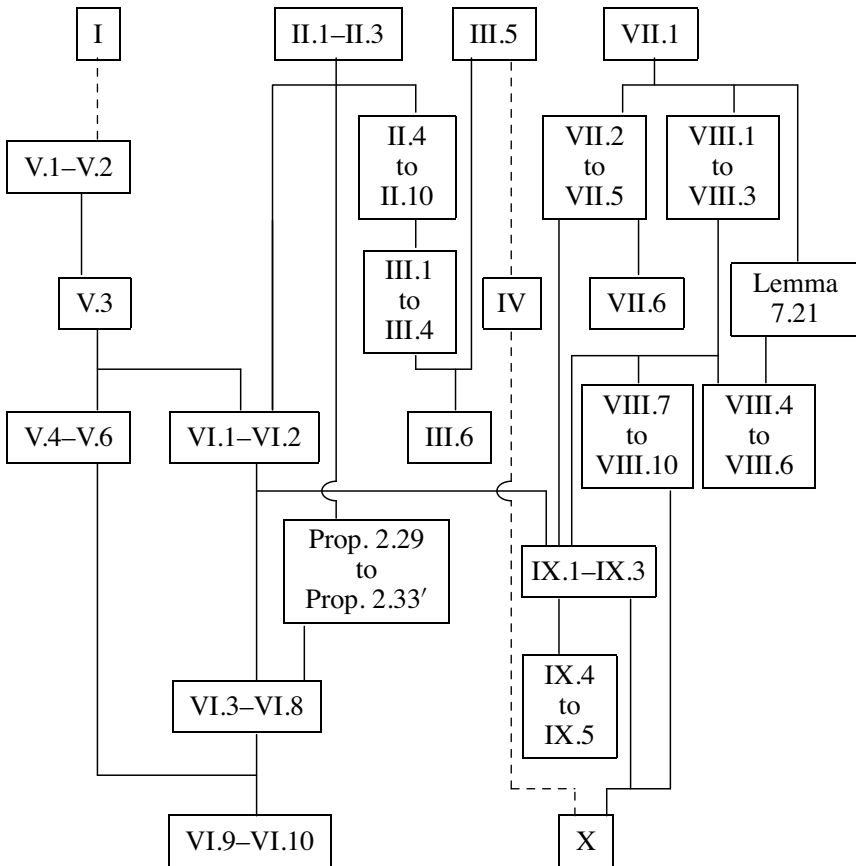 I
II.1–II.3
III.5
VII.1
II.4
to
II.10
VII.2
to
VII.5
VIII.1
to
VIII.3
V.1–V.2
III.1
to
III.4
V.3
IV
VII.6
Lemma
7.21
V.4–V.6
VI.1–VI.2
III.6
VIII.7
to
VIII.10
VIII.4
to
VIII.6
Prop. 2.29
to
Prop. 2.33′
IX.1–IX.3
VI.3–VI.8
IX.4
to
IX.5
VI.9–VI.10
X